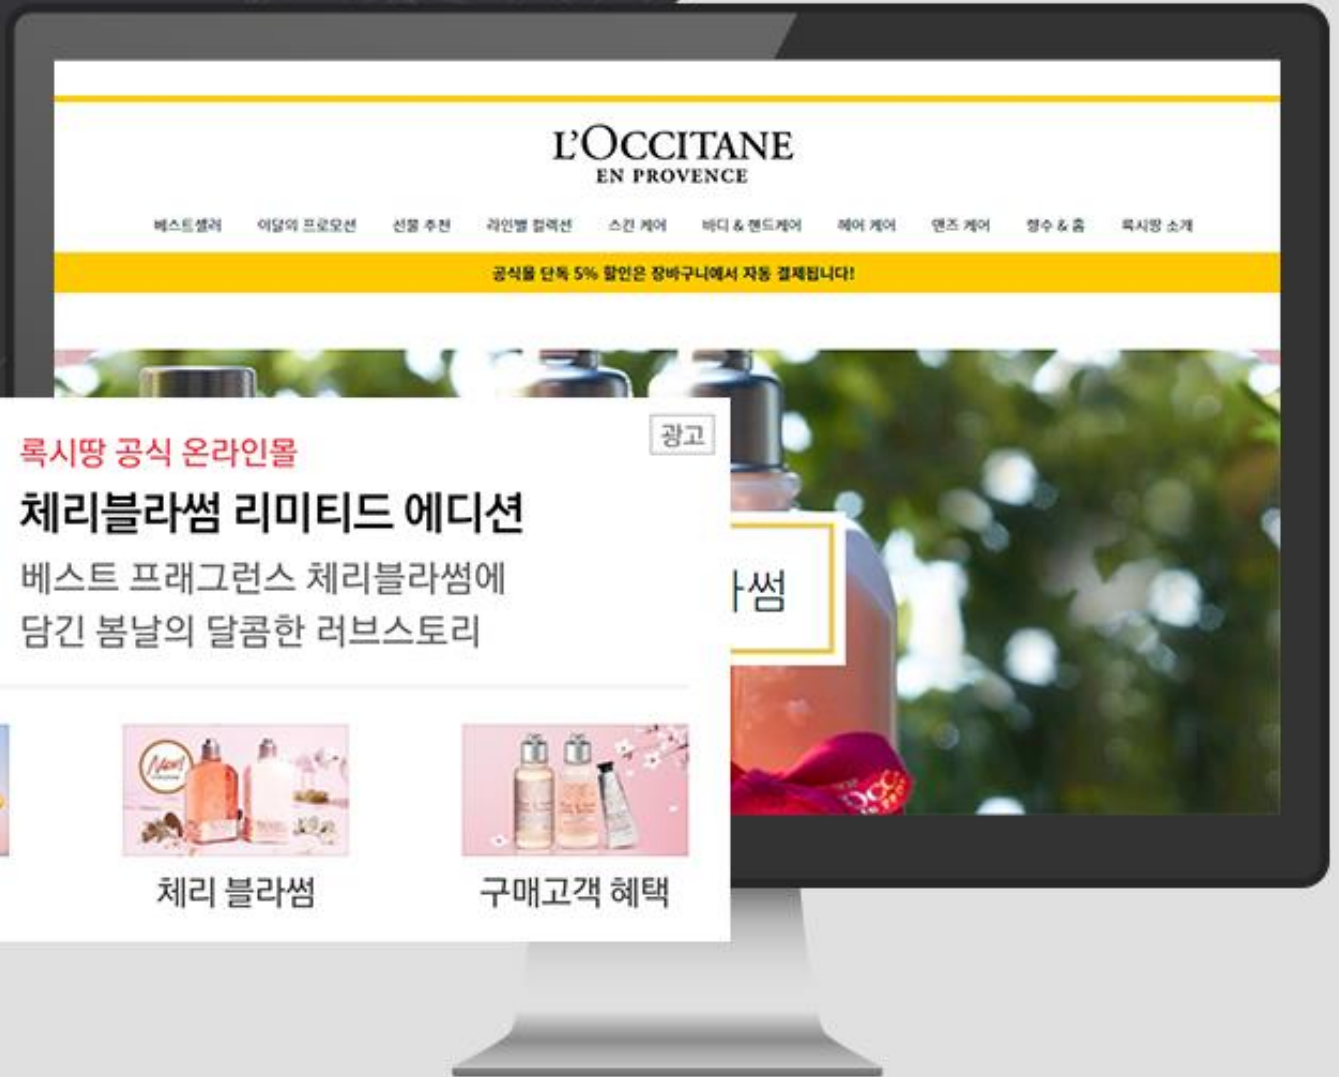 L'OCCITANE
EN PROVENCE
베스트셀러 이달의 프로모션 선물 추천 라인별 컬렉션 스킨 케어 바디 & 핸드케어 헤어 케어 맨즈 케어 향수 & 홈 록시땅 소개
공식몰 단독 5% 할인은 장바구니에서 자동 결제됩니다!
록시땅 공식 온라인몰
광고
체리블라썸 리미티드 에디션
베스트 프래그런스 체리블라썸에
담긴 봄날의 달콤한 러브스토리
썸
New!
체리 블라썸
구매고객 혜택